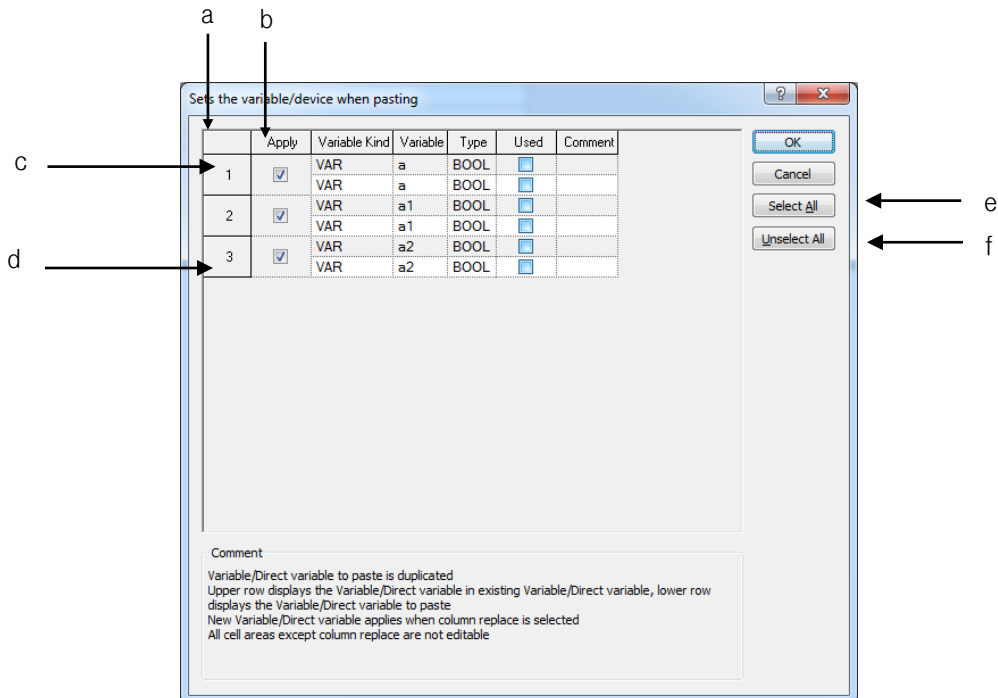 a b
Sets the variable/device when pasting
? X
Apply Variable Kind Variable Type Used Comment
OK
c
1 VAR a BOOL
VAR a BOOL
Cancel
2 VAR a1 BOOL
VAR a1 BOOL
Select All
e
Unselect All
f
d
3 VAR a2 BOOL
VAR a2 BOOL
Comment
Variable/Direct variable to paste is duplicated
Upper row displays the Variable/Direct variable in existing Variable/Direct variable, lower row
displays the Variable/Direct variable to paste
New Variable/Direct variable applies when column replace is selected
All cell areas except column replace are not editable